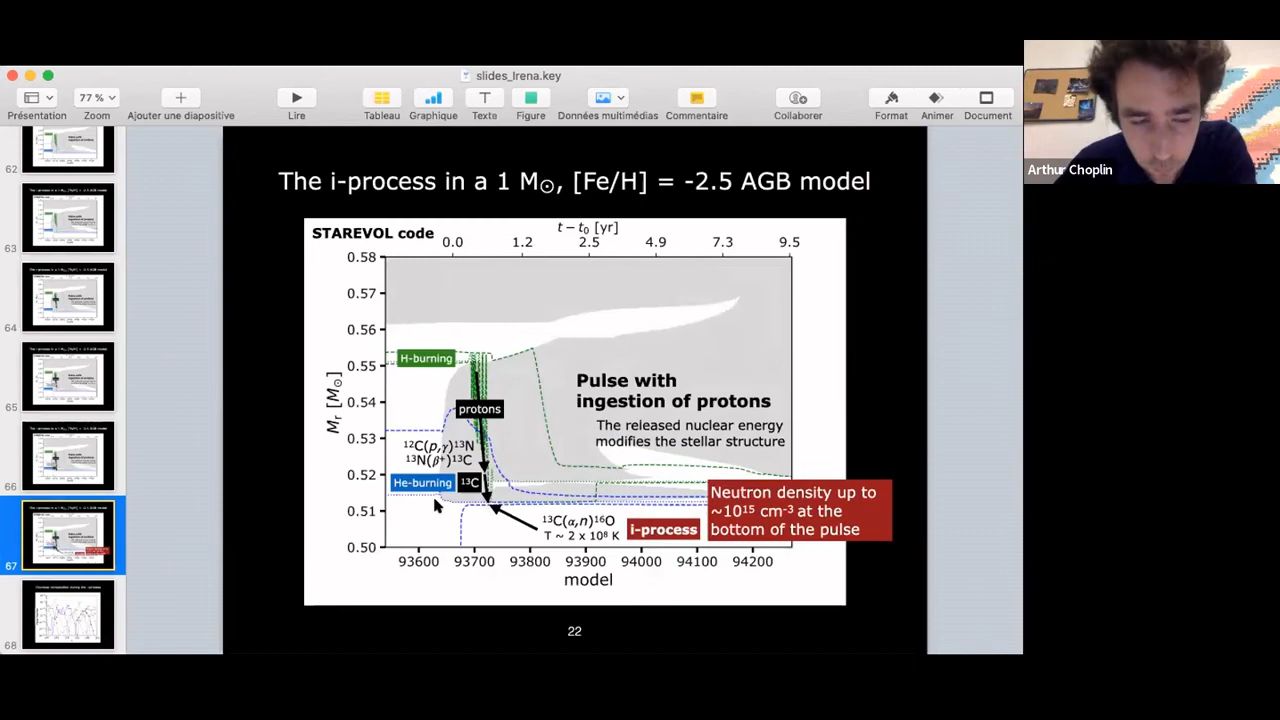 slides_Irena.key
77 %
Présentation
Zoom
Ajouter une diapositive
Lire
Tableau
Graphique
Texte
Figure
Données multimédias
Commentaire
Collaborer
Format
Animer
Document
Arthur Choplin
62
63
64
65
66
67
68
The i-process in a 1 M☉, [Fe/H] = -2.5 AGB model
STAREVOL code
t − t₀ [yr]
0.0 1.2 2.5 4.9 7.3 9.5
0.58
0.57
0.56
0.55
0.54
0.53
0.52
0.51
0.50
Mr [M☉]
H-burning
protons
Pulse with
ingestion of protons
The released nuclear energy
modifies the stellar structure
¹²C(p,γ)¹³N
¹³N(β⁺)¹³C
He-burning
¹³C
¹³C(α,n)¹⁶O
T ~ 2 x 10⁸ K
i-process
Neutron density up to
~10¹⁵ cm⁻³ at the
bottom of the pulse
93600 93700 93800 93900 94000 94100 94200
model
22